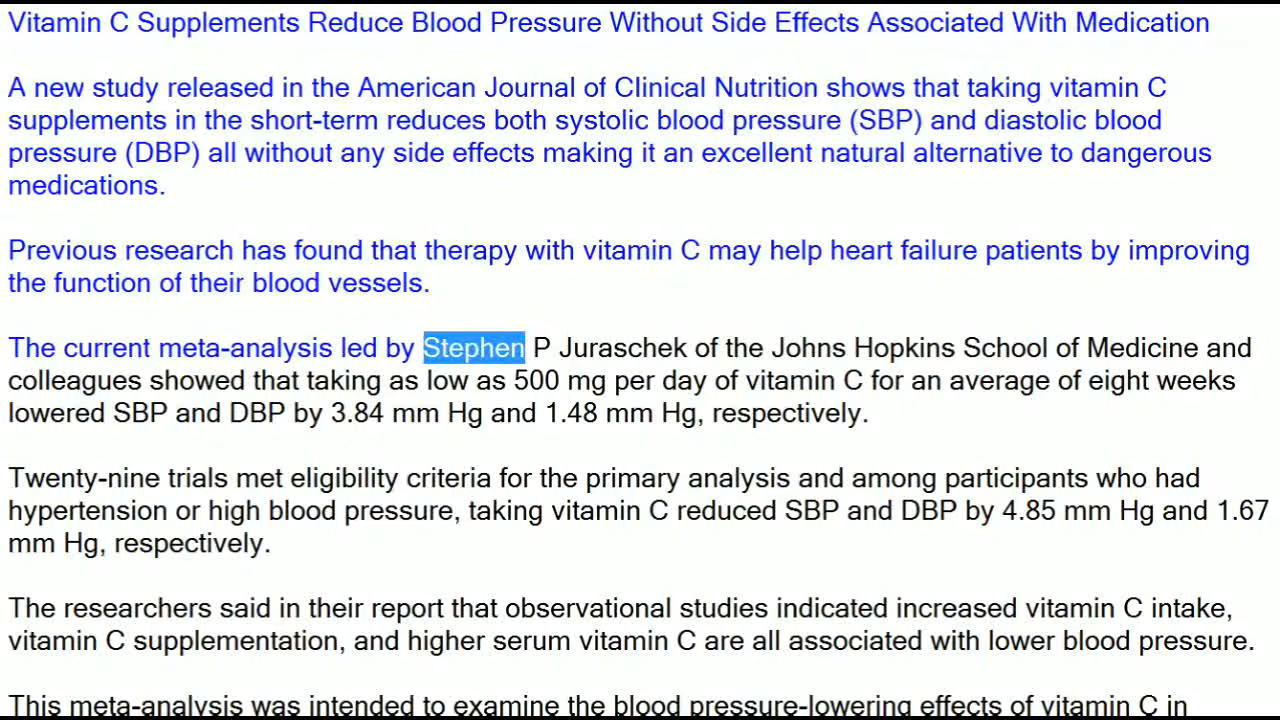 Vitamin C Supplements Reduce Blood Pressure Without Side Effects Associated With Medication
A new study released in the American Journal of Clinical Nutrition shows that taking vitamin C
supplements in the short-term reduces both systolic blood pressure (SBP) and diastolic blood
pressure (DBP) all without any side effects making it an excellent natural alternative to dangerous
medications.
Previous research has found that therapy with vitamin C may help heart failure patients by improving
the function of their blood vessels.
The current meta-analysis led by Stephen P Juraschek of the Johns Hopkins School of Medicine and
colleagues showed that taking as low as 500 mg per day of vitamin C for an average of eight weeks
lowered SBP and DBP by 3.84 mm Hg and 1.48 mm Hg, respectively.
Twenty-nine trials met eligibility criteria for the primary analysis and among participants who had
hypertension or high blood pressure, taking vitamin C reduced SBP and DBP by 4.85 mm Hg and 1.67
mm Hg, respectively.
The researchers said in their report that observational studies indicated increased vitamin C intake,
vitamin C supplementation, and higher serum vitamin C are all associated with lower blood pressure.
This meta-analysis was intended to examine the blood pressure-lowering effects of vitamin C in